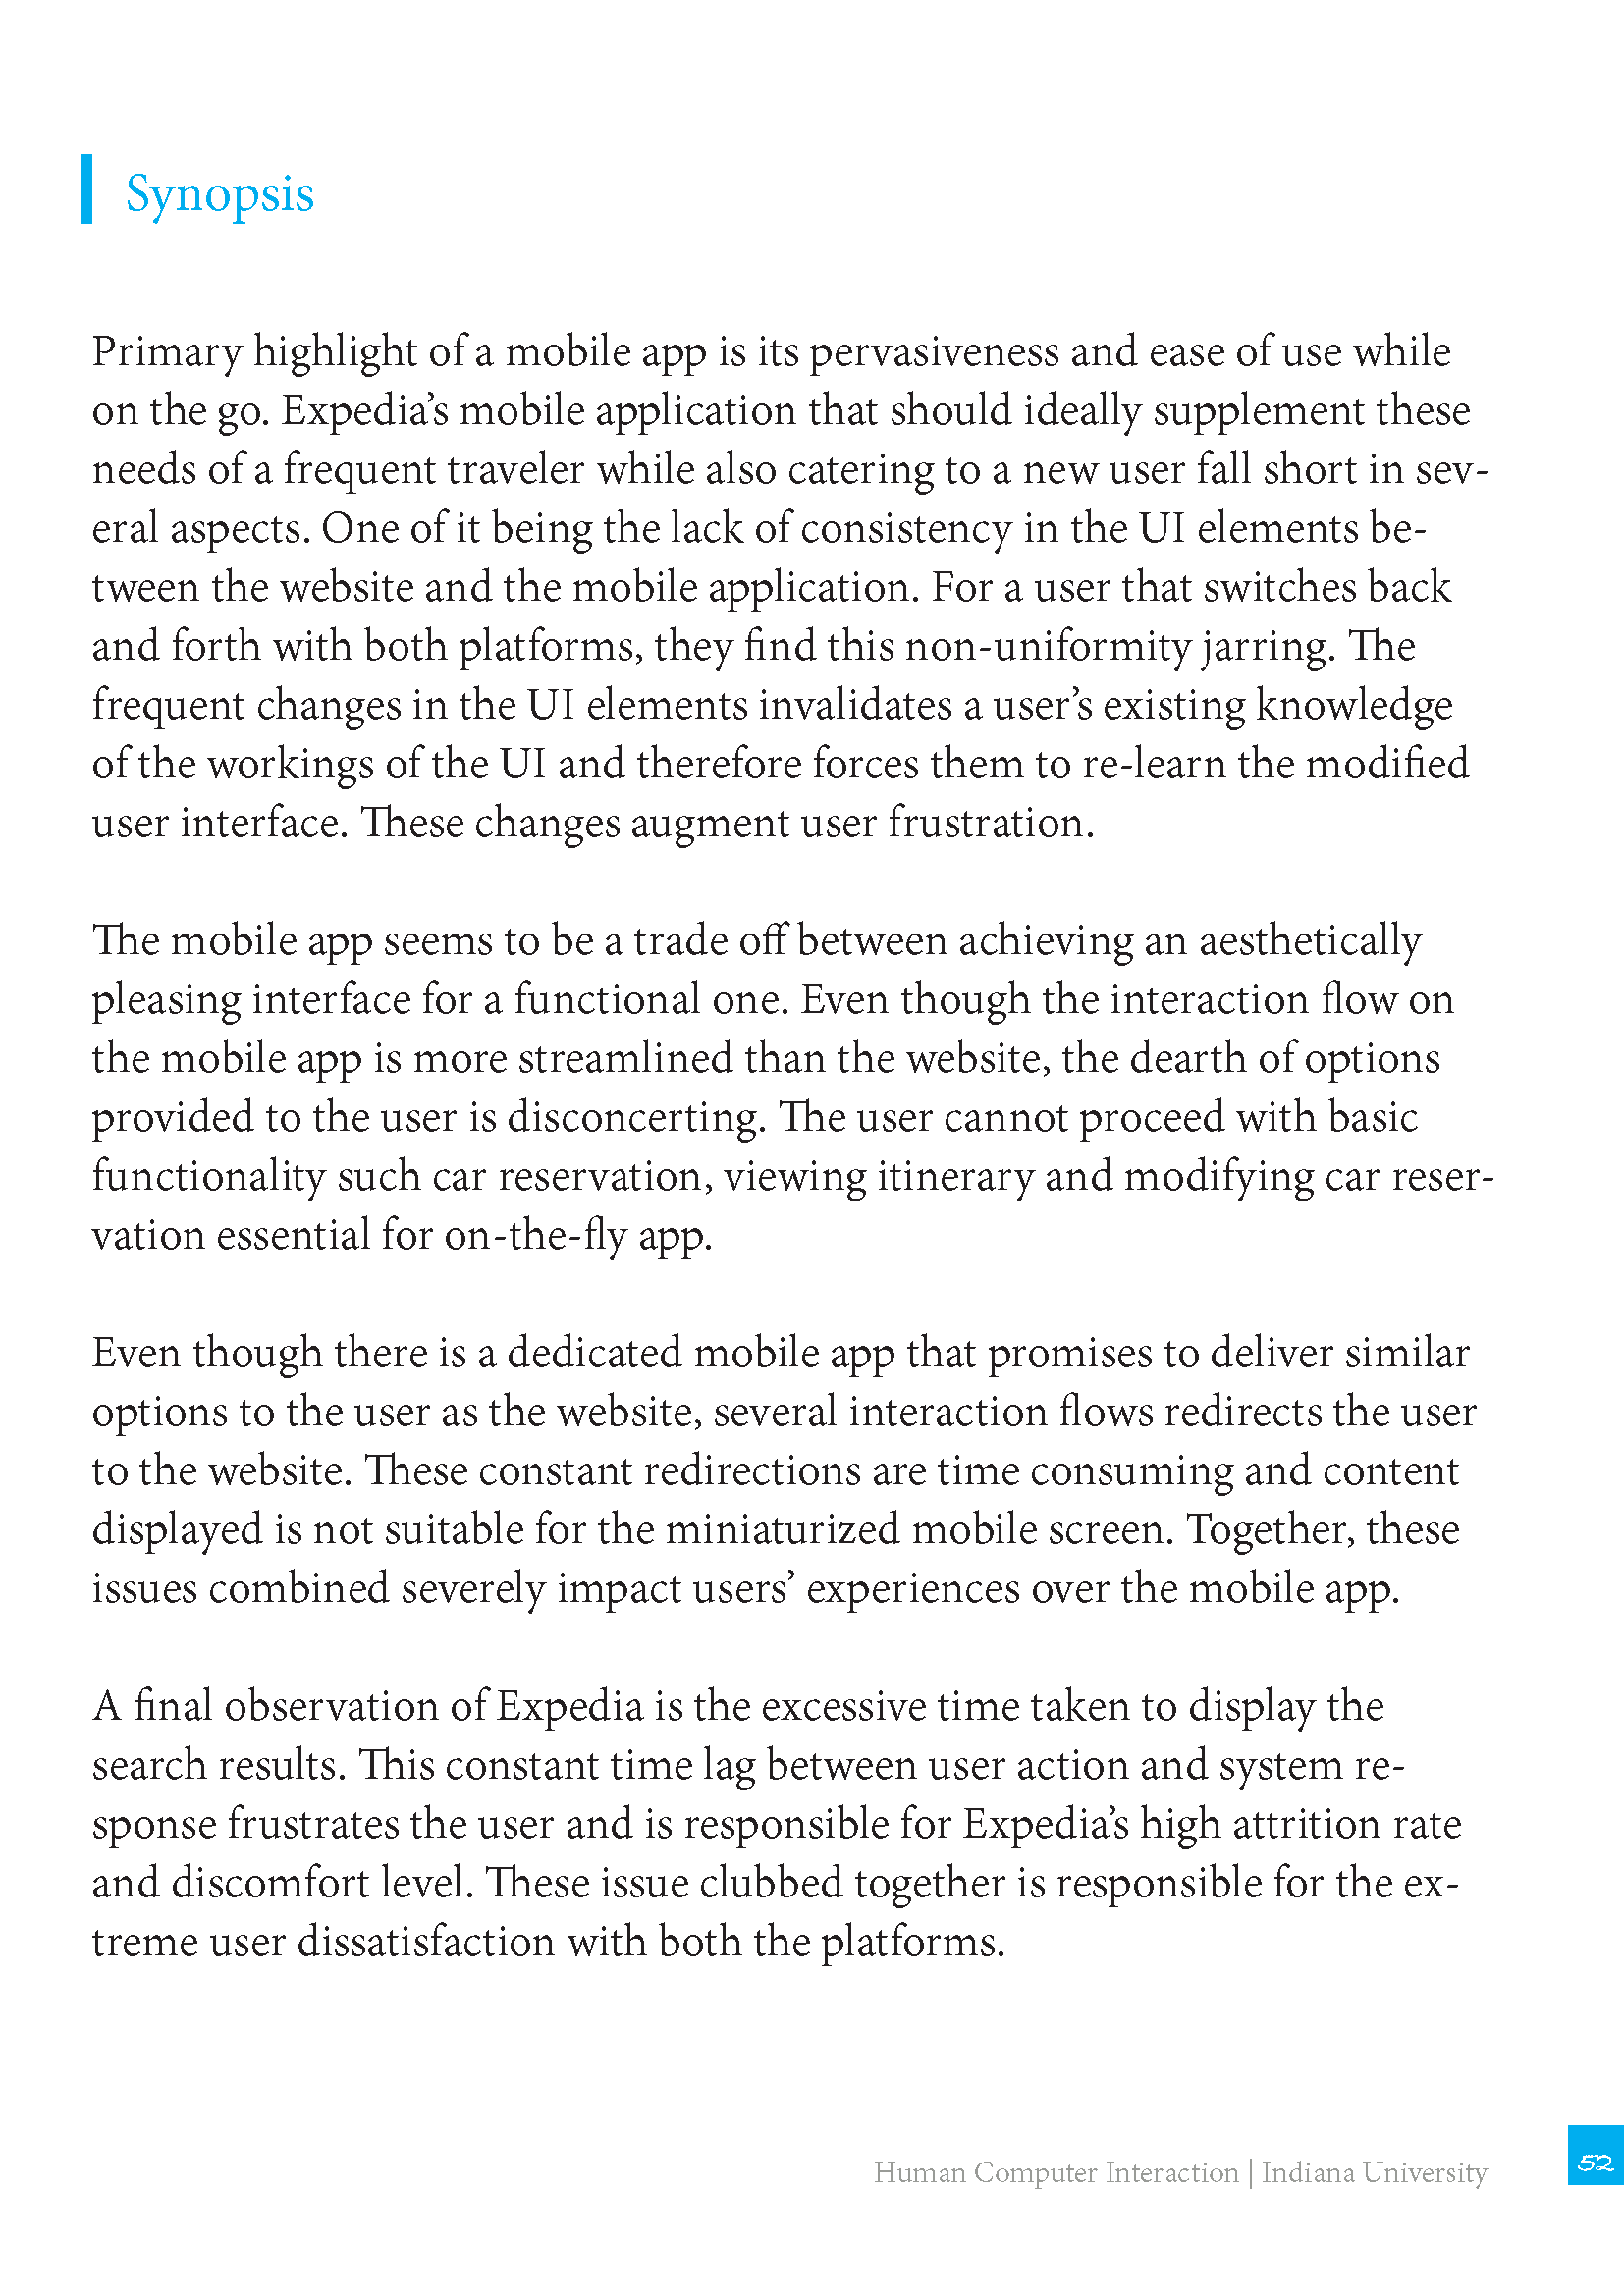 Synopsis
Primary highlight of a mobile app is its pervasiveness and ease of use while
on the go. Expedia’s mobile application that should ideally supplement these
needs of a frequent traveler while also catering to a new user fall short in sev-
eral aspects. One of it being the lack of consistency in the UI elements be-
tween the website and the mobile application. For a user that switches back
and forth with both platforms, they find this non-uniformity jarring. The
frequent changes in the UI elements invalidates a user’s existing knowledge
of the workings of the UI and therefore forces them to re-learn the modified
user interface. These changes augment user frustration.
The mobile app seems to be a trade off between achieving an aesthetically
pleasing interface for a functional one. Even though the interaction flow on
the mobile app is more streamlined than the website, the dearth of options
provided to the user is disconcerting. The user cannot proceed with basic
functionality such car reservation, viewing itinerary and modifying car reser-
vation essential for on-the-fly app.
Even though there is a dedicated mobile app that promises to deliver similar
options to the user as the website, several interaction flows redirects the user
to the website. These constant redirections are time consuming and content
displayed is not suitable for the miniaturized mobile screen. Together, these
issues combined severely impact users’ experiences over the mobile app.
A final observation of Expedia is the excessive time taken to display the
search results. This constant time lag between user action and system re-
sponse frustrates the user and is responsible for Expedia’s high attrition rate
and discomfort level. These issue clubbed together is responsible for the ex-
treme user dissatisfaction with both the platforms.
Human Computer Interaction | Indiana University
52